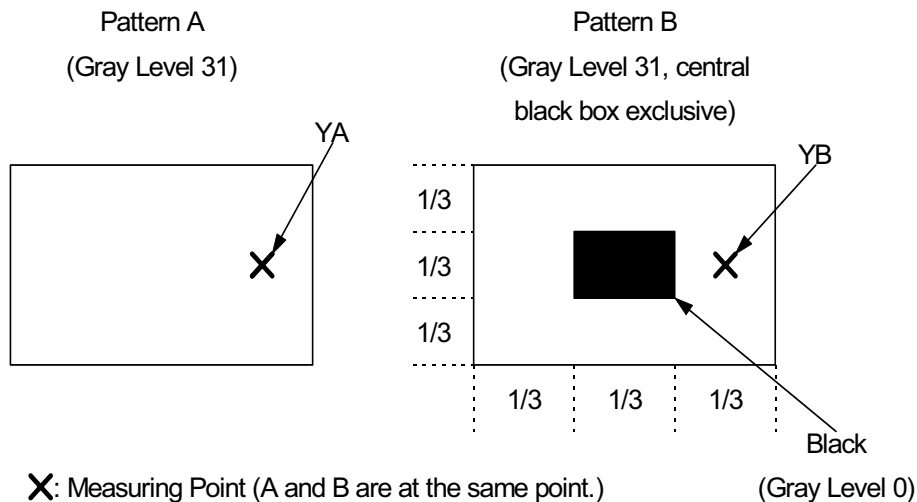 Pattern A
(Gray Level 31)
Pattern B
(Gray Level 31, central
black box exclusive)
YA
YB
1/3
1/3
1/3
1/3 1/3 1/3
Black
(Gray Level 0)
X: Measuring Point (A and B are at the same point.)